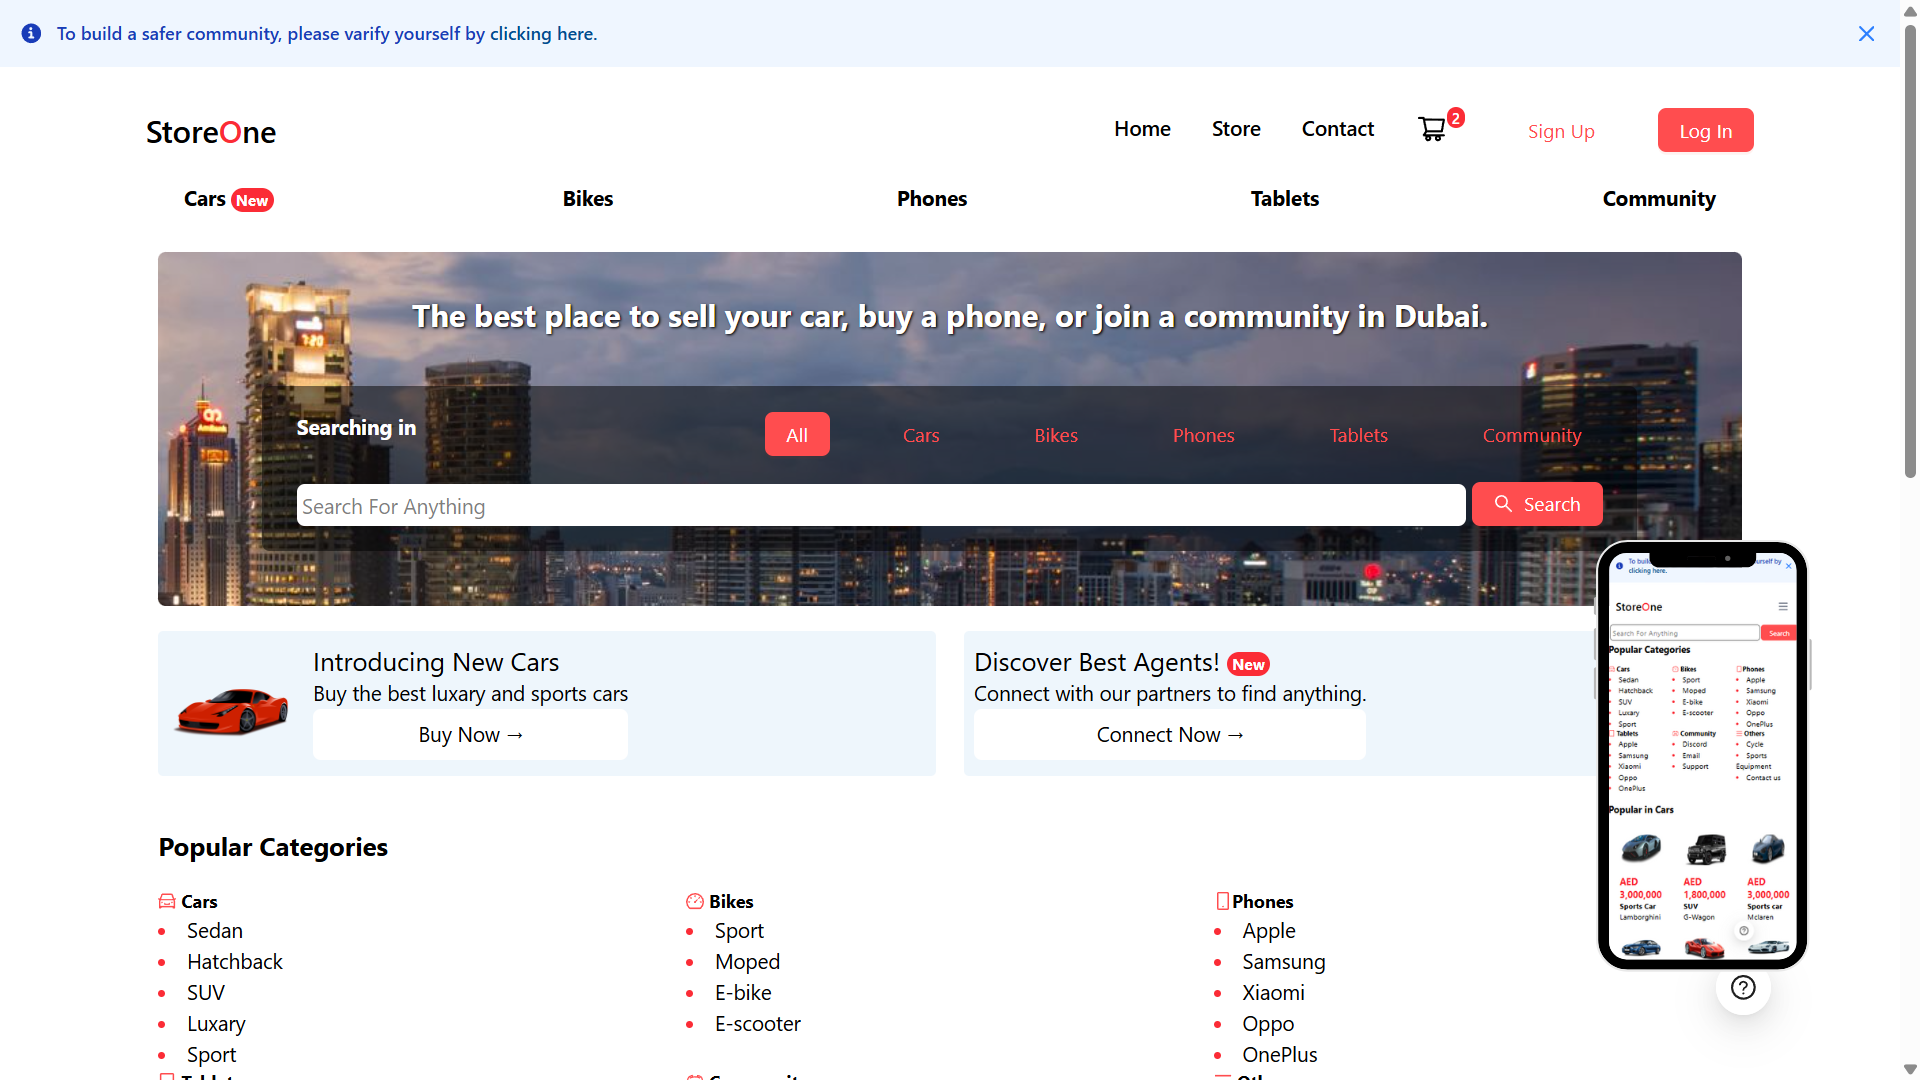 To build a safer community, please varify yourself by clicking here.
StoreOne
Home Store Contact 2 Sign Up Log In
Cars New Bikes Phones Tablets Community
The best place to sell your car, buy a phone, or join a community in Dubai.
Searching in All Cars Bikes Phones Tablets Community
Search For Anything Search
7:20
Introducing New Cars
Buy the best luxary and sports cars
Buy Now →
Discover Best Agents! New
Connect with our partners to find anything.
Connect Now →
Popular Categories
Cars
Sedan
Hatchback
SUV
Luxary
Sport
Bikes
Sport
Moped
E-bike
E-scooter
Phones
Apple
Samsung
Xiaomi
Oppo
OnePlus
To build urself by
clicking here.
StoreOne
Search For Anything Search
Popular Categories
Cars Bikes Phones
Sedan Sport Apple
Hatchback Moped Samsung
SUV E-bike Xiaomi
Luxary E-scooter Oppo
Sport OnePlus
Tablets Community Others
Apple Discord Cycle
Samsung Email Sports
Xiaomi Support Equipment
Oppo Contact us
OnePlus
Popular in Cars
AED AED AED
3,000,000 1,800,000 3,000,000
Sports Car SUV Sports car
Lamborghini G-Wagon Mclaren